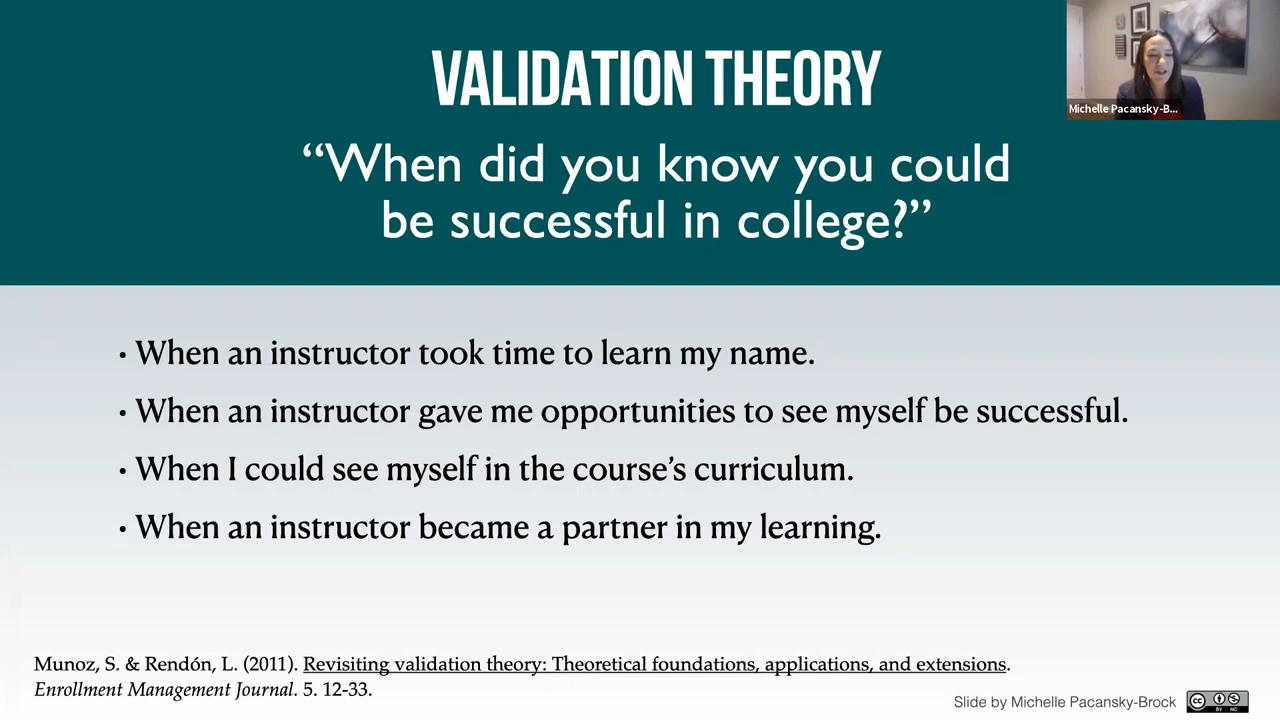 VALIDATION THEORY
“When did you know you could
be successful in college?”
Michelle Pacansky-B...
• When an instructor took time to learn my name.
• When an instructor gave me opportunities to see myself be successful.
• When I could see myself in the course’s curriculum.
• When an instructor became a partner in my learning.
Munoz, S. & Rendón, L. (2011). Revisiting validation theory: Theoretical foundations, applications, and extensions.
Enrollment Management Journal. 5. 12-33.
Slide by Michelle Pacansky-Brock
cc
BY NC